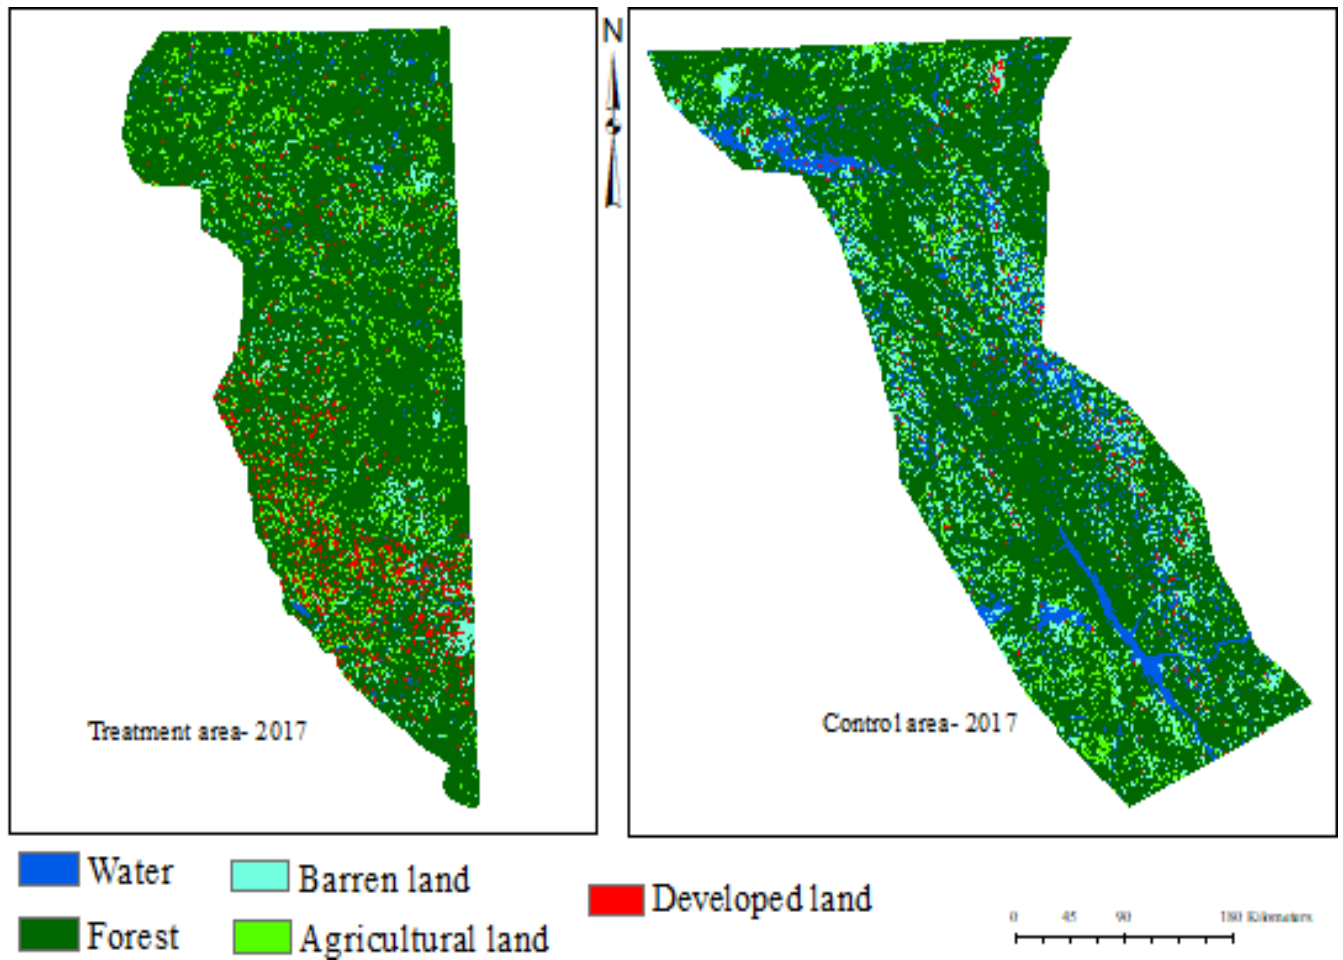 N
Treatment area- 2017
Control area- 2017
Water
Barren land
Developed land
Forest
Agricultural land
0 45 90 180 Kilometers